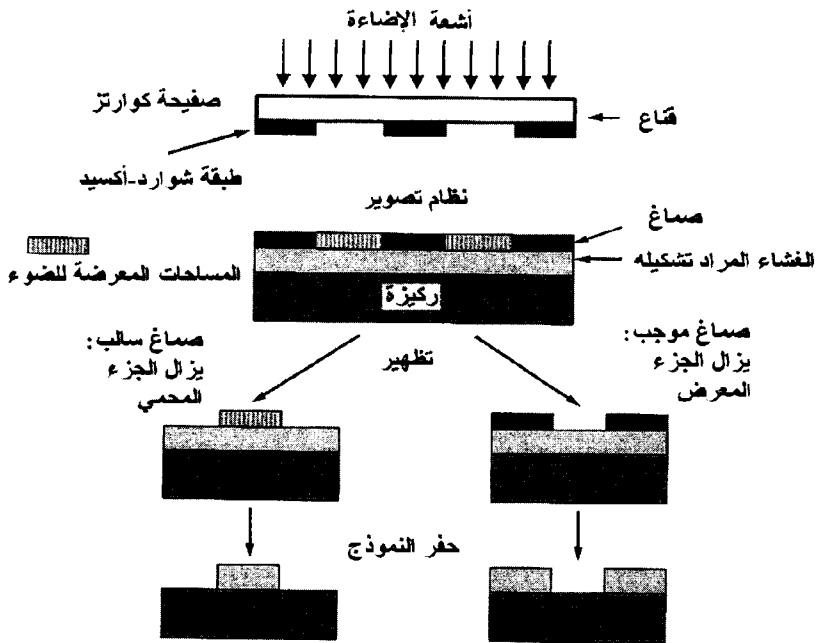 أشعة الإضاءة
صفيحة كوارتز
قناع
طبقة شوارد-أكسيد
نظام تصوير
صماغ
المساحات المعرضة للضوء
الغشاء المراد تشكيله
ركيزة
صماغ سالب:
يزال الجزء
المحمي
تظهير
صماغ موجب:
يزال الجزء
المعرض
حفر النموذج